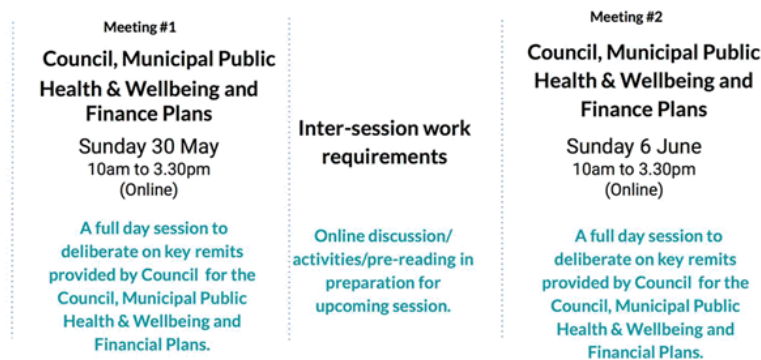 Meeting #1
Council, Municipal Public
Health & Wellbeing and
Finance Plans
Sunday 30 May
10am to 3.30pm
(Online)
A full day session to
deliberate on key remits
provided by Council for the
Council, Municipal Public
Health & Wellbeing and
Financial Plans.
Inter-session work
requirements
Online discussion/
activities/pre-reading in
preparation for
upcoming session.
Meeting #2
Council, Municipal Public
Health & Wellbeing and
Finance Plans
Sunday 6 June
10am to 3.30pm
(Online)
A full day session to
deliberate on key remits
provided by Council for the
Council, Municipal Public
Health & Wellbeing and
Financial Plans.